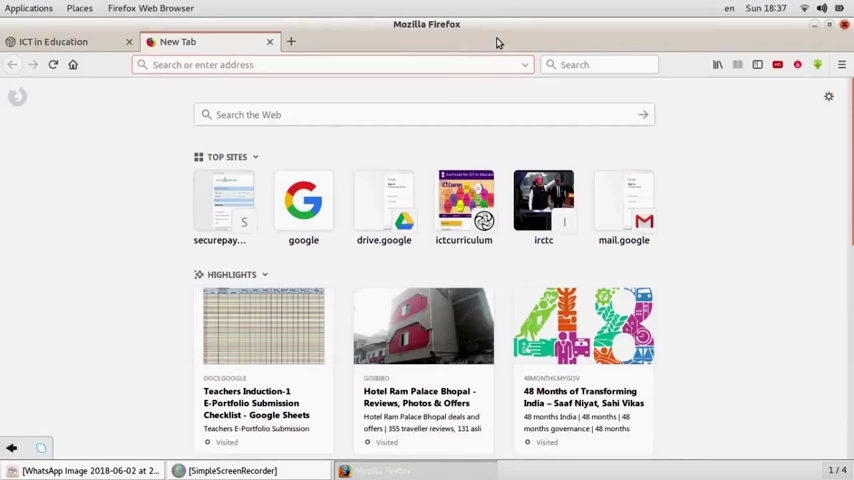 Applications Places Firefox Web Browser en Sun 18:37
Mozilla Firefox
ICT in Education New Tab
Search or enter address Search
Search the Web
TOP SITES
S I
securepay... google drive.google ictcurriculum irctc mail.google
HIGHLIGHTS
DOCS.GOOGLE
Teachers Induction-1
E-Portfolio Submission
Checklist - Google Sheets
Teachers E-Portfolio Submission
Visited
GOIBIBO
Hotel Ram Palace Bhopal -
Reviews, Photos & Offers
Hotel Ram Palace Bhopal deals and
offers | 355 traveller reviews, 131 asli
Visited
48MONTHS.MYGOV
48 Months of Transforming
India – Saaf Niyat, Sahi Vikas
48 months India | 48 months | 48
months governance | 48 months
Visited
[WhatsApp Image 2018-06-02 at 2... [SimpleScreenRecorder] Mozilla Firefox 1 / 4